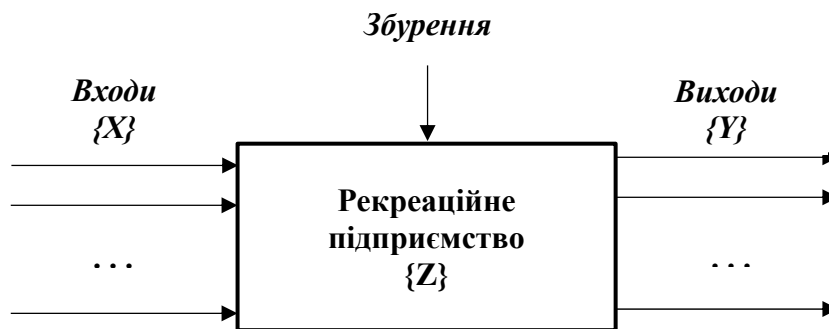 Збурення
Входи
{X}
Виходи
{Y}
Рекреаційне
підприємство
{Z}
. . .
. . .